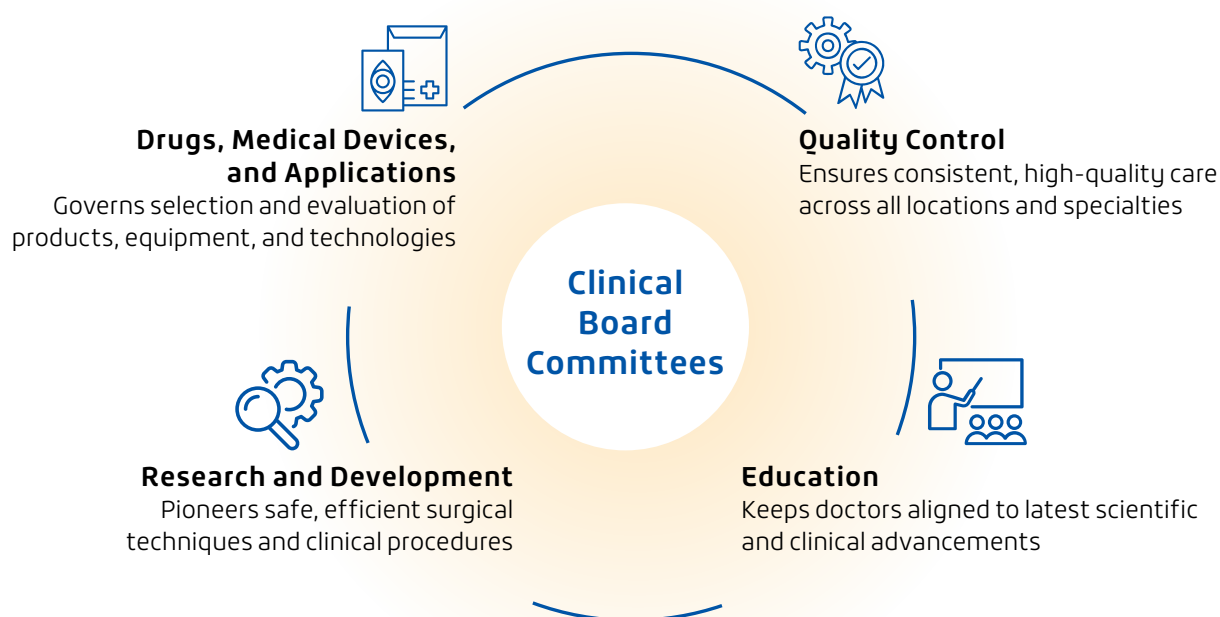 Drugs, Medical Devices,
and Applications
Governs selection and evaluation of
products, equipment, and technologies
Quality Control
Ensures consistent, high-quality care
across all locations and specialties
Clinical
Board
Committees
Research and Development
Pioneers safe, efficient surgical
techniques and clinical procedures
Education
Keeps doctors aligned to latest scientific
and clinical advancements